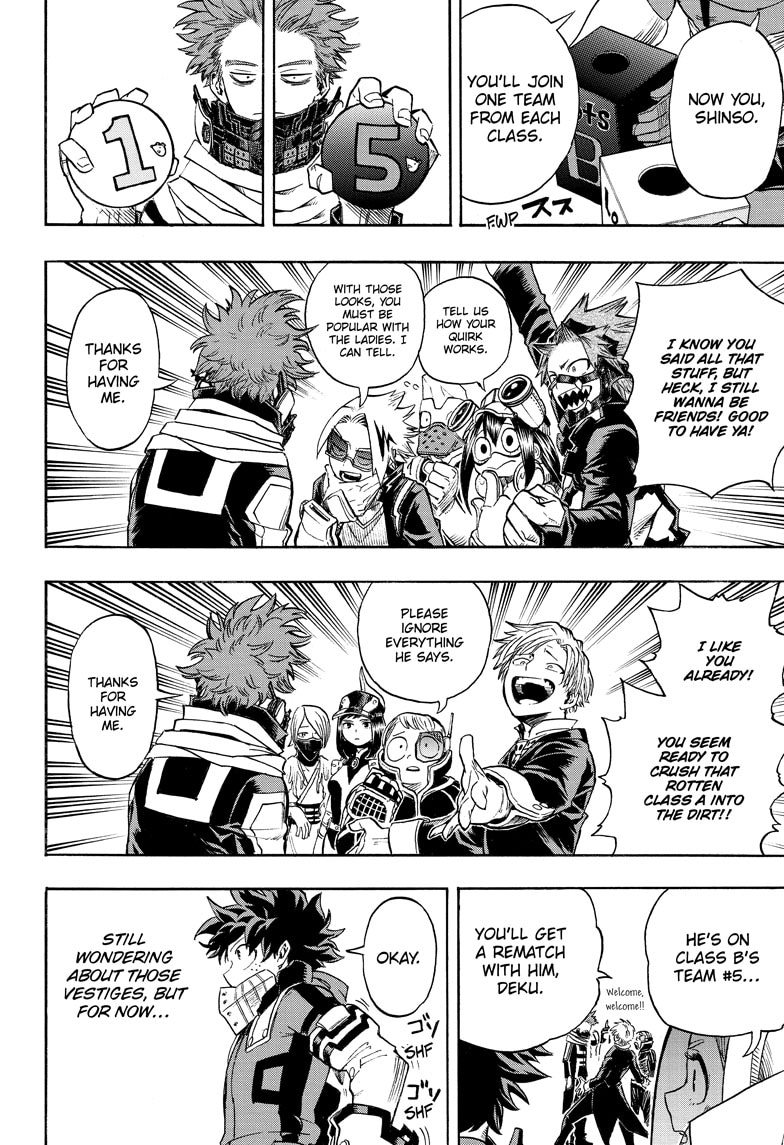 NOW YOU,
SHINSO.
YOU'LL JOIN
ONE TEAM
FROM EACH
CLASS.
ts
B
FWP
スス
5
1
I KNOW YOU
SAID ALL THAT
STUFF, BUT
HECK, I STILL
WANNA BE
FRIENDS! GOOD
TO HAVE YA!
TELL US
HOW YOUR
QUIRK
WORKS.
WITH THOSE
LOOKS, YOU
MUST BE
POPULAR WITH
THE LADIES. I
CAN TELL.
THANKS
FOR
HAVING
ME.
I LIKE
YOU
ALREADY!
YOU SEEM
READY TO
CRUSH THAT
ROTTEN
CLASS A INTO
THE DIRT!!
PLEASE
IGNORE
EVERYTHING
HE SAYS.
THANKS
FOR
HAVING
ME.
HE'S ON
CLASS B'S
TEAM #5...
Welcome,
welcome!!
YOU'LL GET
A REMATCH
WITH HIM,
DEKU.
OKAY.
ゴソ
SHF
ゴソ
SHF
STILL
WONDERING
ABOUT THOSE
VESTIGES, BUT
FOR NOW...